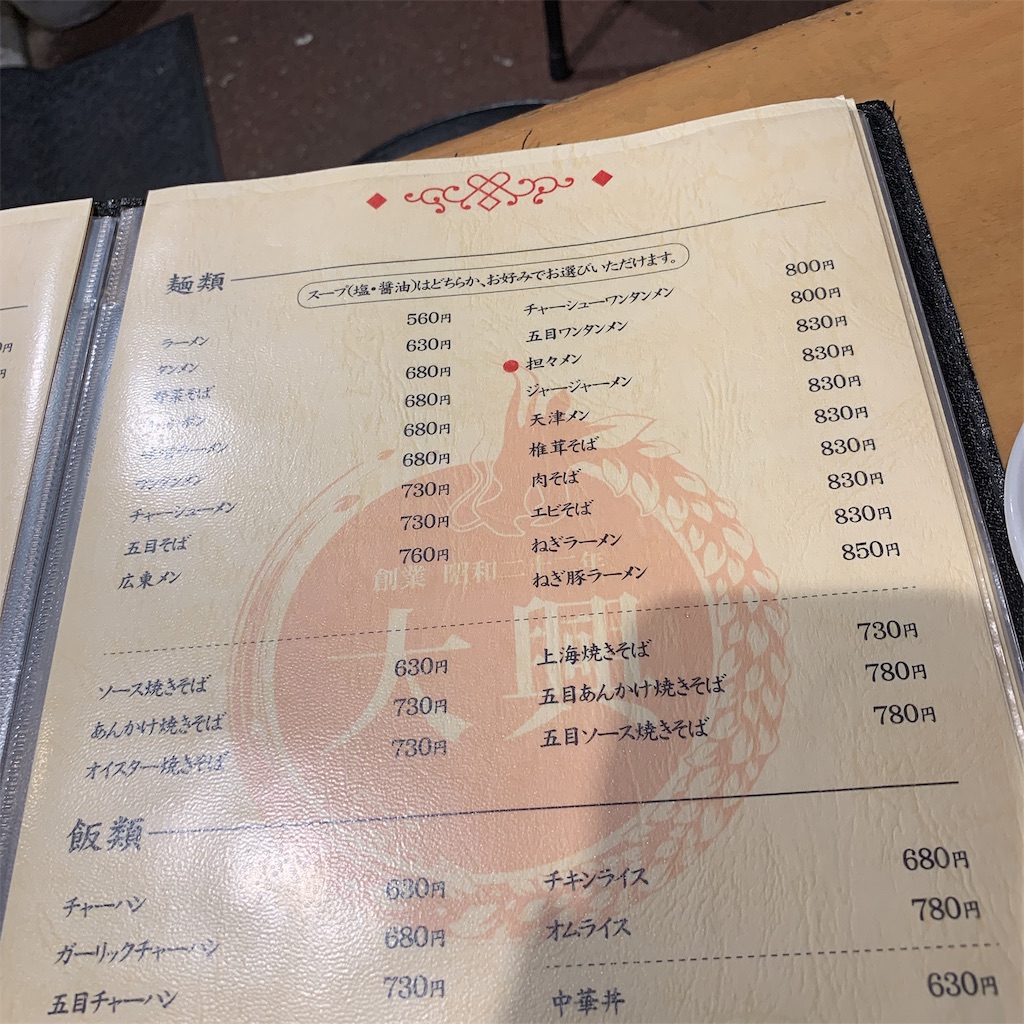 麺類
スープ(塩・醤油)はどちらか、お好みでお選びいただけます。
ラーメン 560円
タンメン 630円
野菜そば 680円
680円
ラーメン 680円
ワンタンメン 680円
チャーシューメン 730円
五目そば 730円
広東メン 760円
チャーシューワンタンメン 800円
五目ワンタンメン 800円
担々メン 830円
ジャージャーメン 830円
天津メン 830円
椎茸そば 830円
肉そば 830円
エビそば 830円
ねぎラーメン 830円
ねぎ豚ラーメン 850円
創業 昭和二 年
大興
ソース焼きそば 630円
あんかけ焼きそば 730円
オイスター焼きそば 730円
上海焼きそば 730円
五目あんかけ焼きそば 780円
五目ソース焼きそば 780円
飯類
チャーハン 630円
ガーリックチャーハン 680円
五目チャーハン 730円
チキンライス 680円
オムライス 780円
中華丼 630円